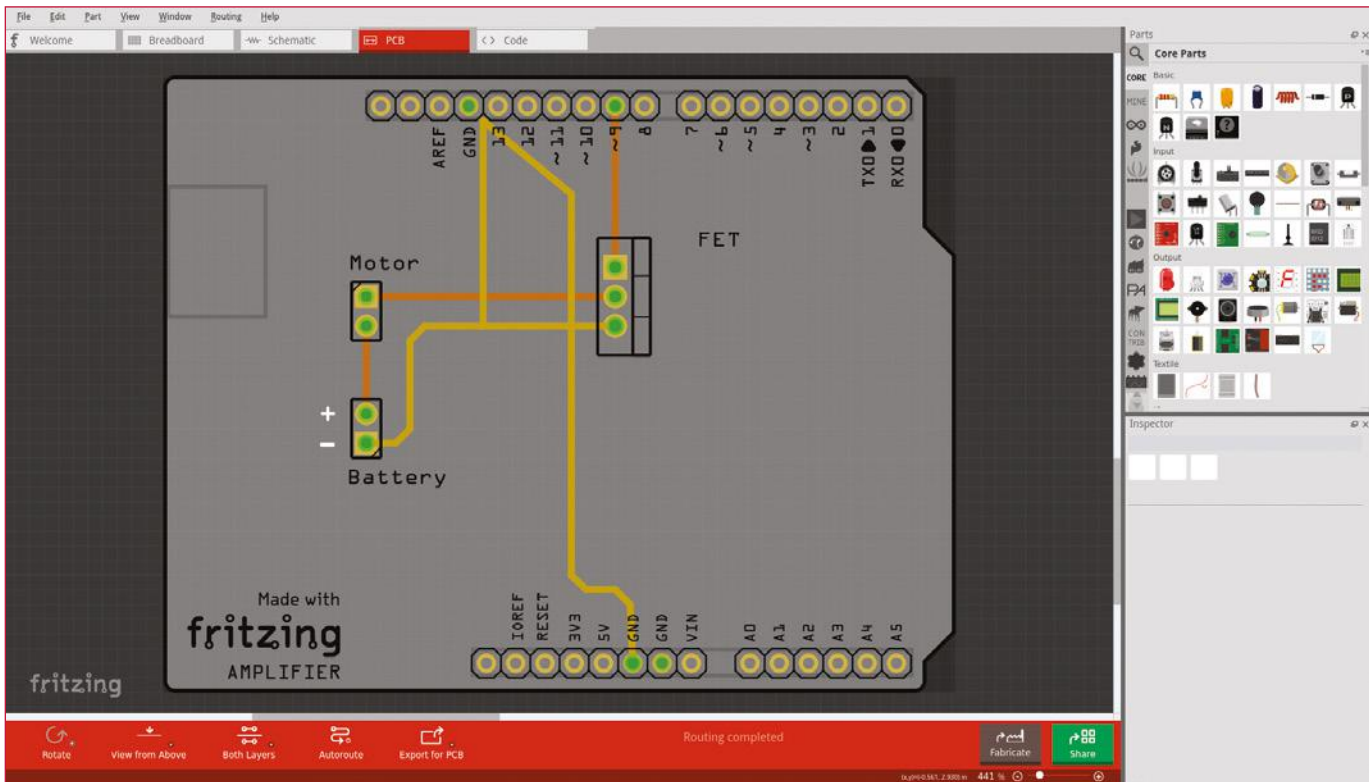 File Edit Part View Window Routing Help
Welcome Breadboard Schematic PCB <> Code
Parts
Core Parts
CORE Basic
MINE
Input
Output
PA
CON
TRIB
Textile
Inspector
AREF GND 13 12 ~11 ~10 ~9 8 7 ~6 ~5 4 ~3 2 TX0▶1 RX0◀0
FET
Motor
+
−
Battery
Made with
fritzing
AMPLIFIER
IOREF RESET 3V3 5V GND GND VIN A0 A1 A2 A3 A4 A5
fritzing
Rotate View from Above Both Layers Autoroute Export for PCB Routing completed Fabricate Share
441 %